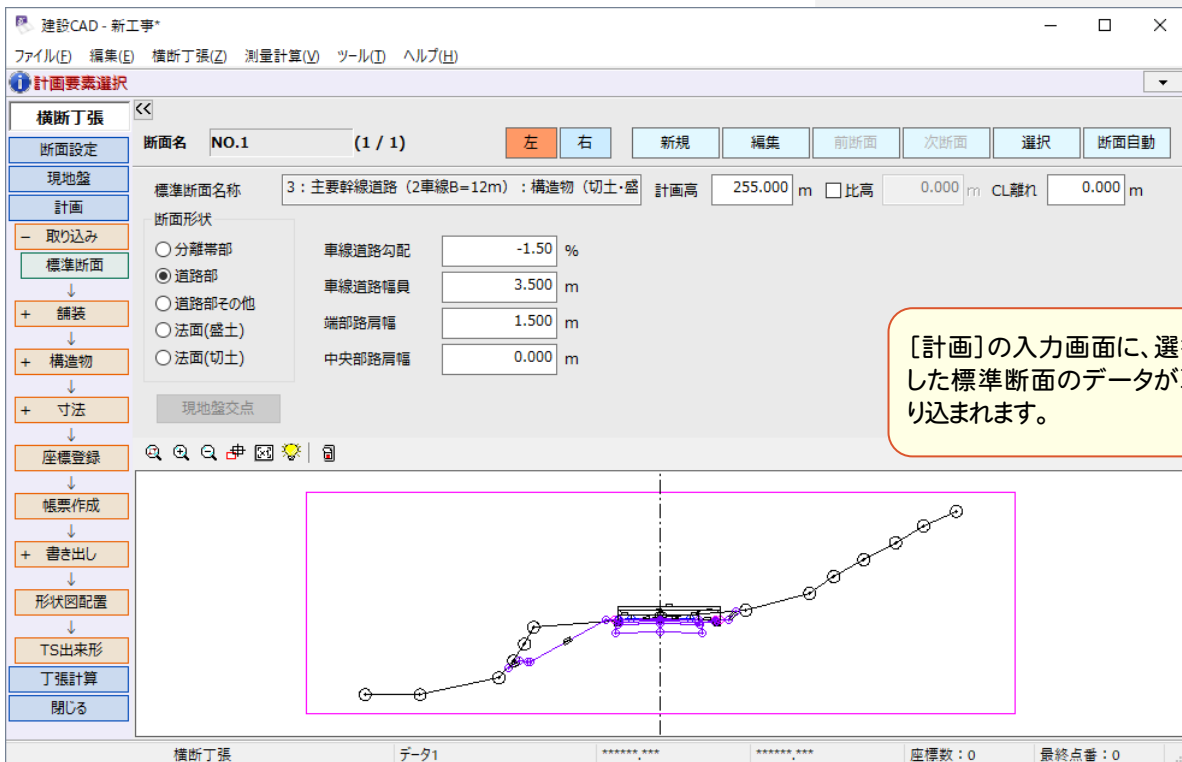 建設CAD - 新工事*
ファイル(F) 編集(E) 横断丁張(Z) 測量計算(V) ツール(T) ヘルプ(H)
計画要素選択
横断丁張
断面設定
現地盤
計画
− 取り込み
標準断面
↓
+ 舗装
↓
+ 構造物
↓
+ 寸法
↓
座標登録
↓
帳票作成
↓
+ 書き出し
↓
形状図配置
↓
TS出来形
丁張計算
閉じる
<<
断面名 NO.1 (1 / 1) 左 右 新規 編集 前断面 次断面 選択 断面自動
標準断面名称 3：主要幹線道路（2車線B=12m）：構造物（切土・盛 計画高 255.000 m 比高 0.000 m CL離れ 0.000 m
断面形状
分離帯部
道路部
道路部その他
法面(盛土)
法面(切土)
車線道路勾配 -1.50 %
車線道路幅員 3.500 m
端部路肩幅 1.500 m
中央部路肩幅 0.000 m
現地盤交点
［計画］の入力画面に、選
した標準断面のデータが
り込まれます。
横断丁張 データ1 ******.*** ******.*** 座標数：0 最終点番：0